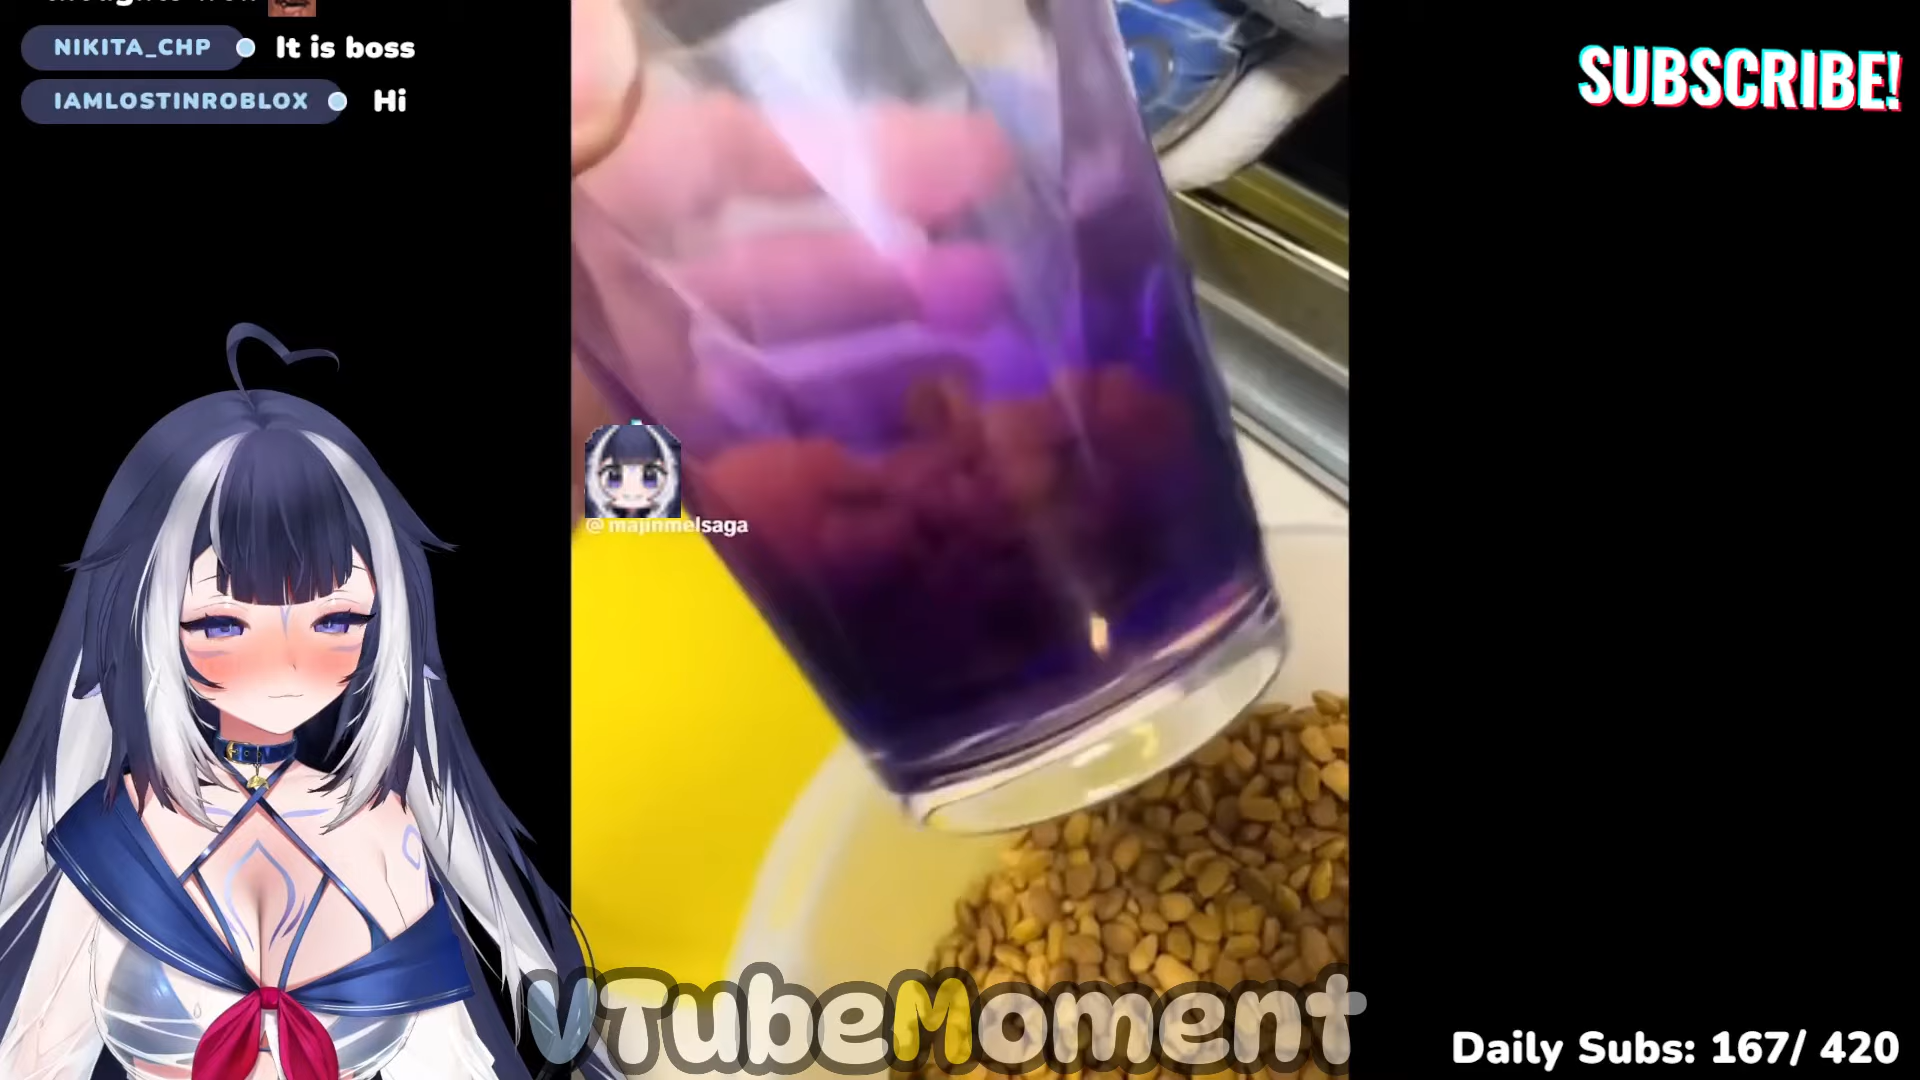 NIKITA_CHP It is boss
IAMLOSTINROBLOX Hi
SUBSCRIBE!
@majinmelsaga
VTubeMoment
Daily Subs: 167/ 420